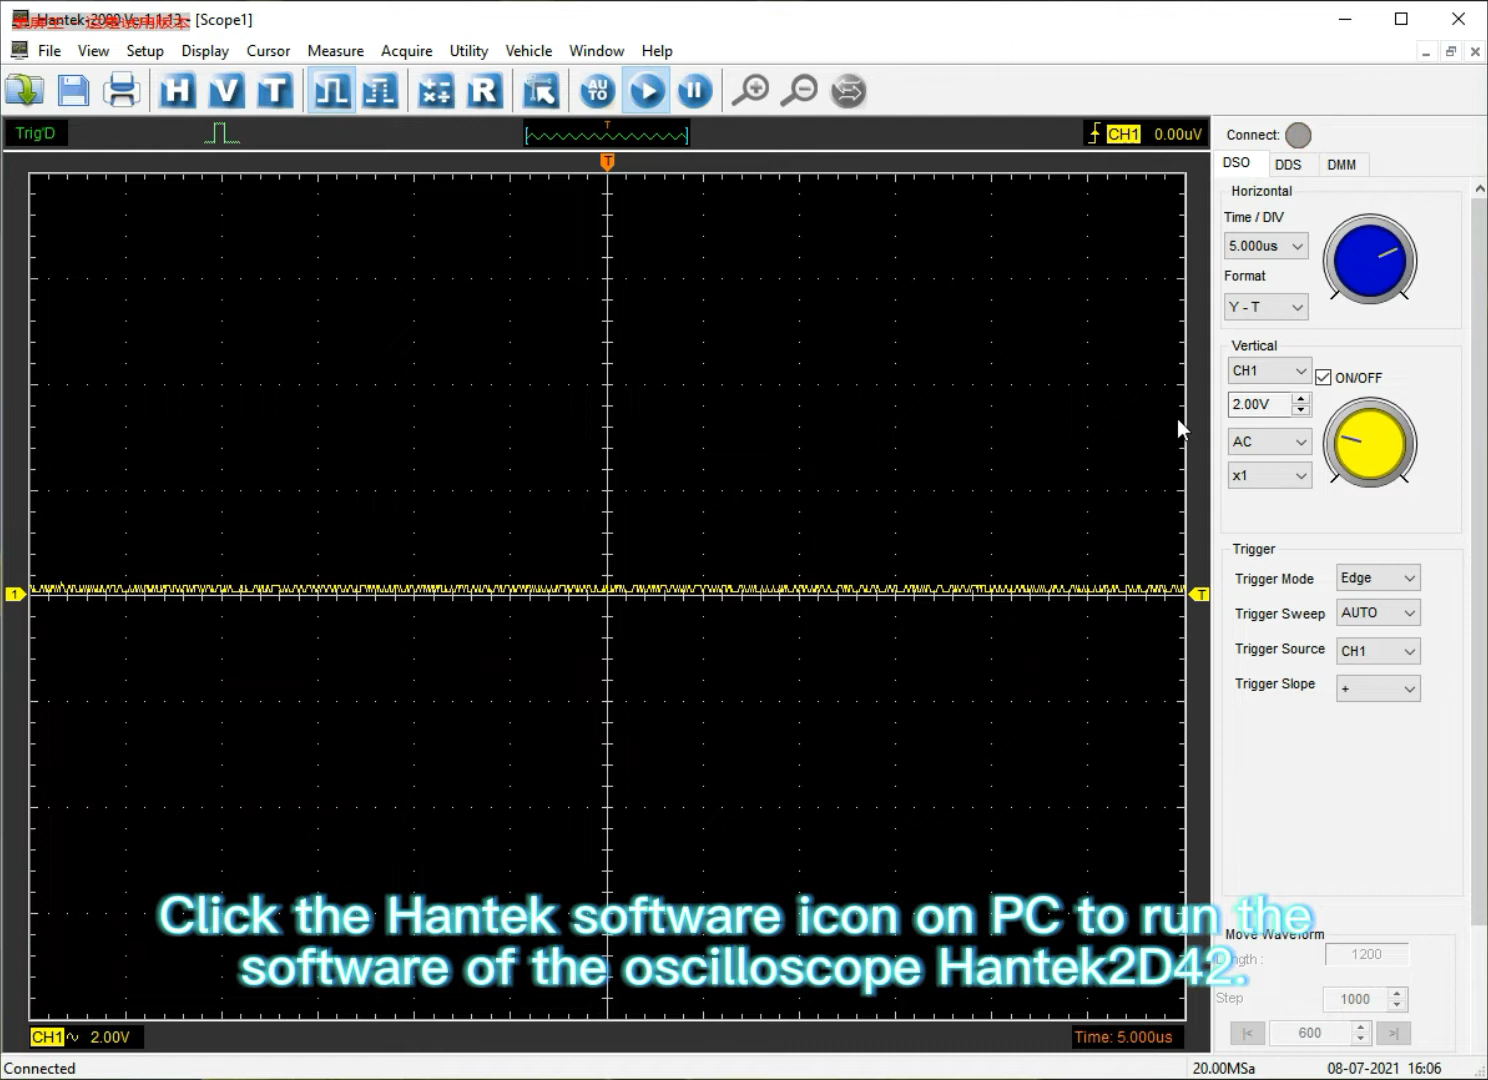 [Scope1]
File View Setup Display Cursor Measure Acquire Utility Vehicle Window Help
H V T R AUTO
Trig'D
T
CH1 0.00uV
Connect:
T
DSO DDS DMM
Horizontal
Time / DIV
5.000us
Format
Y - T
Vertical
CH1
ON/OFF
2.00V
AC
x1
Trigger
Trigger Mode Edge
Trigger Sweep AUTO
Trigger Source CH1
Trigger Slope +
1
T
Click the Hantek software icon on PC to run the
software of the oscilloscope Hantek2D42.
Move Waveform
1200
Step 1000
|< 600 >|
CH1 2.00V
Time: 5.000us
Connected
20.00MSa 08-07-2021 16:06